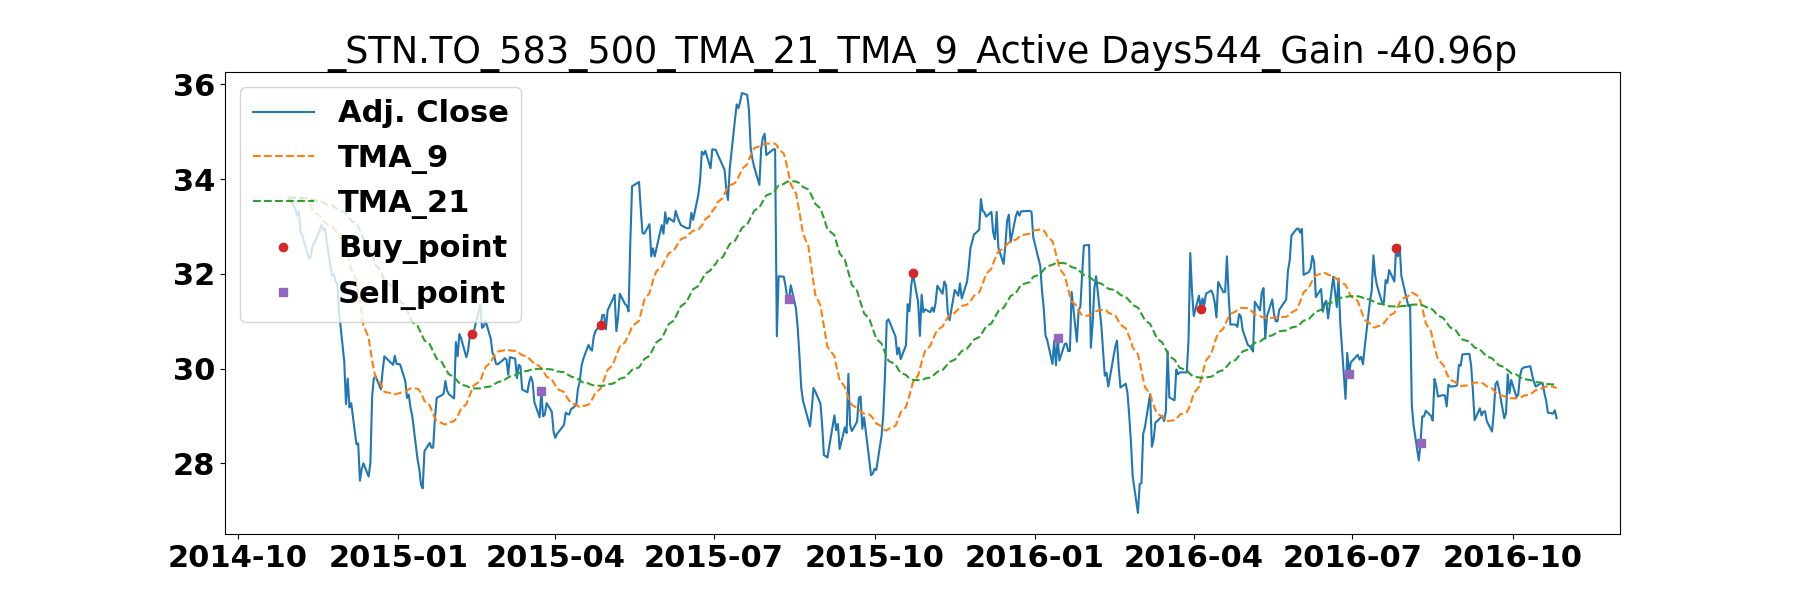 _STN.TO_583_500_TMA_21_TMA_9_Active Days544_Gain -40.96p
36
34
32
30
28
Adj. Close
TMA_9
TMA_21
Buy_point
Sell_point
2014-10 2015-01 2015-04 2015-07 2015-10 2016-01 2016-04 2016-07 2016-10